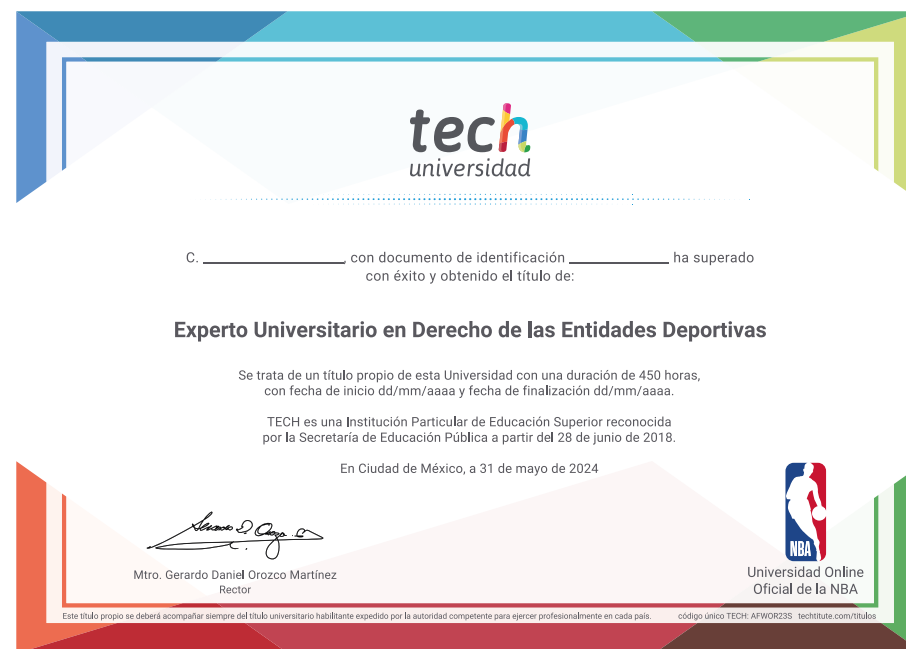 tech
universidad
C. ____________, con documento de identificación ____________ ha superado
con éxito y obtenido el título de:
Experto Universitario en Derecho de las Entidades Deportivas
Se trata de un título propio de esta Universidad con una duración de 450 horas,
con fecha de inicio dd/mm/aaaa y fecha de finalización dd/mm/aaaa.
TECH es una Institución Particular de Educación Superior reconocida
por la Secretaría de Educación Pública a partir del 28 de junio de 2018.
En Ciudad de México, a 31 de mayo de 2024
Mtro. Gerardo Daniel Orozco Martínez
Rector
NBA
Universidad Online
Oficial de la NBA
Este título propio se deberá acompañar siempre del título universitario habilitante expedido por la autoridad competente para ejercer profesionalmente en cada país. código único TECH: AFWOR23S techtitute.com/titulos